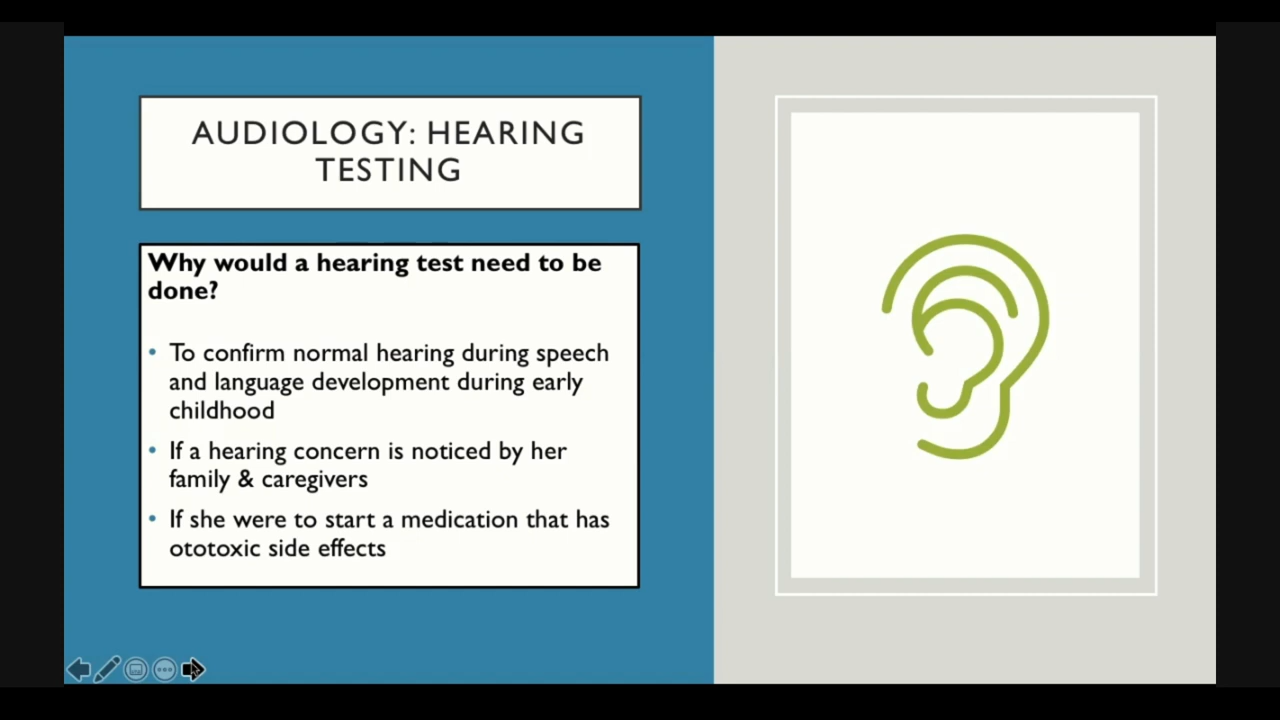 AUDIOLOGY: HEARING
TESTING
Why would a hearing test need to be
done?
• To confirm normal hearing during speech
and language development during early
childhood
• If a hearing concern is noticed by her
family & caregivers
• If she were to start a medication that has
ototoxic side effects